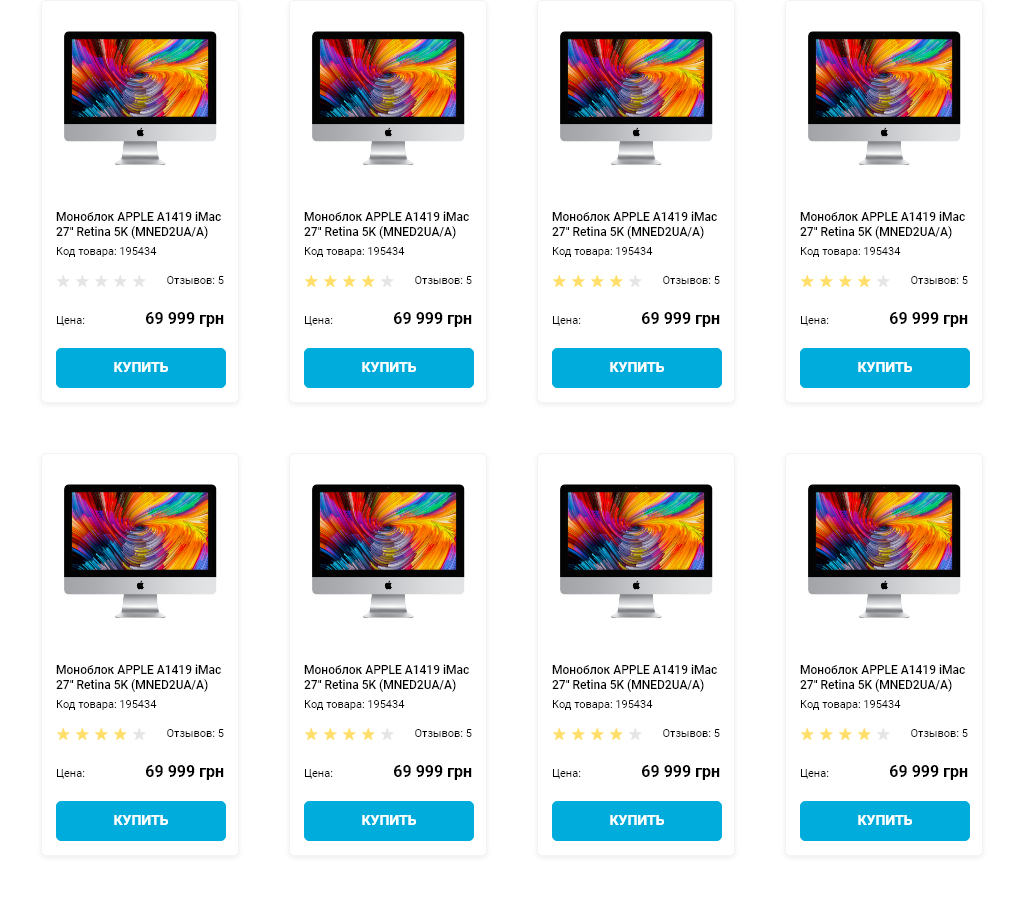 Моноблок APPLE A1419 iMac
27" Retina 5K (MNED2UA/A)
Код товара: 195434
Отзывов: 5
Цена: 69 999 грн
КУПИТЬ
Моноблок APPLE A1419 iMac
27" Retina 5K (MNED2UA/A)
Код товара: 195434
Отзывов: 5
Цена: 69 999 грн
КУПИТЬ
Моноблок APPLE A1419 iMac
27" Retina 5K (MNED2UA/A)
Код товара: 195434
Отзывов: 5
Цена: 69 999 грн
КУПИТЬ
Моноблок APPLE A1419 iMac
27" Retina 5K (MNED2UA/A)
Код товара: 195434
Отзывов: 5
Цена: 69 999 грн
КУПИТЬ
Моноблок APPLE A1419 iMac
27" Retina 5K (MNED2UA/A)
Код товара: 195434
Отзывов: 5
Цена: 69 999 грн
КУПИТЬ
Моноблок APPLE A1419 iMac
27" Retina 5K (MNED2UA/A)
Код товара: 195434
Отзывов: 5
Цена: 69 999 грн
КУПИТЬ
Моноблок APPLE A1419 iMac
27" Retina 5K (MNED2UA/A)
Код товара: 195434
Отзывов: 5
Цена: 69 999 грн
КУПИТЬ
Моноблок APPLE A1419 iMac
27" Retina 5K (MNED2UA/A)
Код товара: 195434
Отзывов: 5
Цена: 69 999 грн
КУПИТЬ